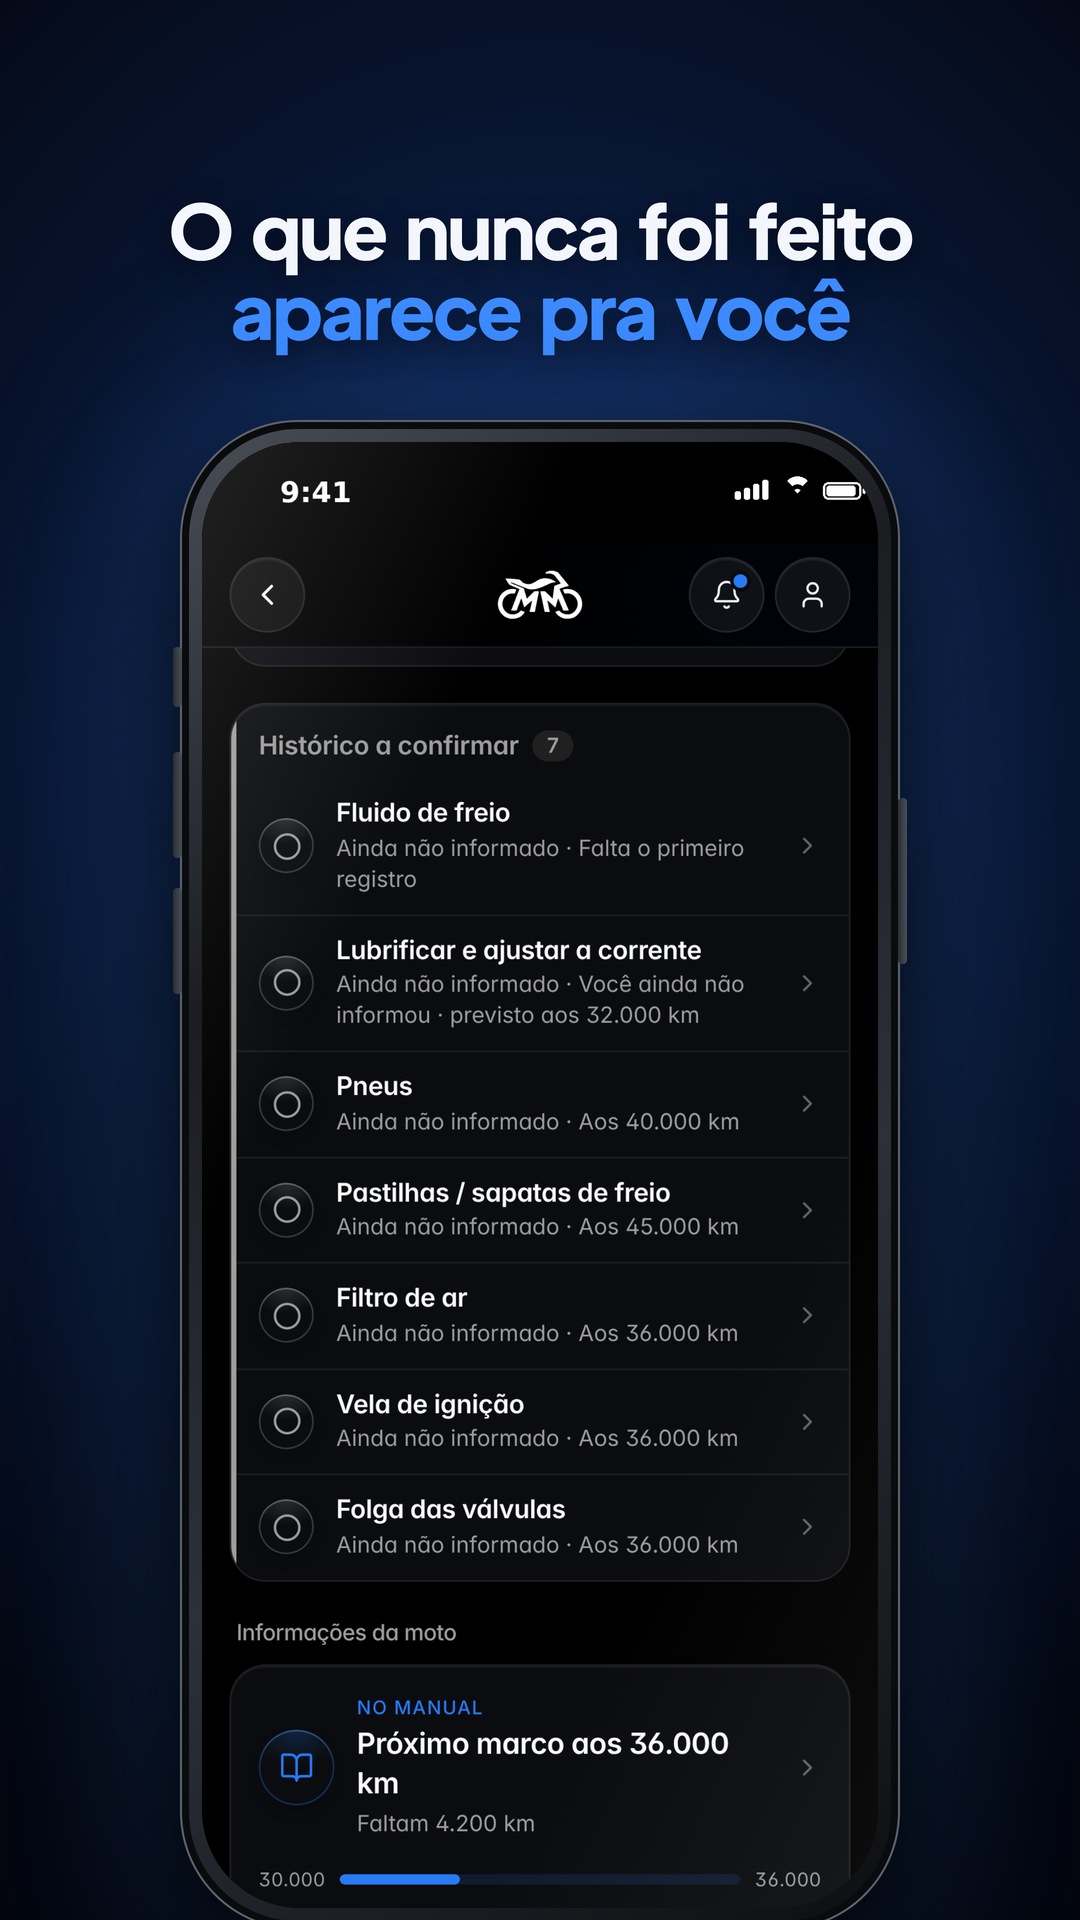 O que nunca foi feito
aparece pra você
9:41
MM
Histórico a confirmar 7
Fluido de freio
Ainda não informado · Falta o primeiro
registro
Lubrificar e ajustar a corrente
Ainda não informado · Você ainda não
informou · previsto aos 32.000 km
Pneus
Ainda não informado · Aos 40.000 km
Pastilhas / sapatas de freio
Ainda não informado · Aos 45.000 km
Filtro de ar
Ainda não informado · Aos 36.000 km
Vela de ignição
Ainda não informado · Aos 36.000 km
Folga das válvulas
Ainda não informado · Aos 36.000 km
Informações da moto
NO MANUAL
Próximo marco aos 36.000
km
Faltam 4.200 km
30.000 36.000